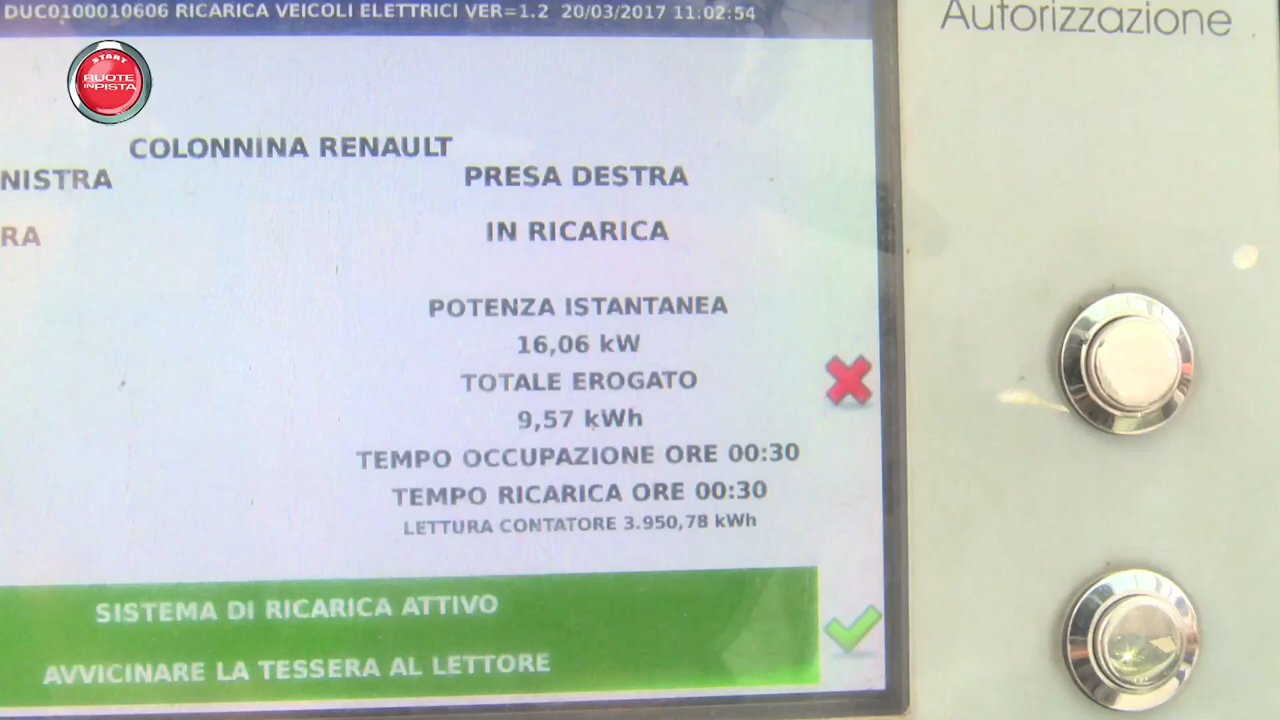 DUC0100010606 RICARICA VEICOLI ELETTRICI VER=1.2 20/03/2017 11:02:54
Autorizzazione
START
RUOTE
INPISTA
COLONNINA RENAULT
NISTRA
PRESA DESTRA
RA
IN RICARICA
POTENZA ISTANTANEA
16,06 kW
TOTALE EROGATO
9,57 kWh
TEMPO OCCUPAZIONE ORE 00:30
TEMPO RICARICA ORE 00:30
LETTURA CONTATORE 3.950,78 kWh
SISTEMA DI RICARICA ATTIVO
AVVICINARE LA TESSERA AL LETTORE